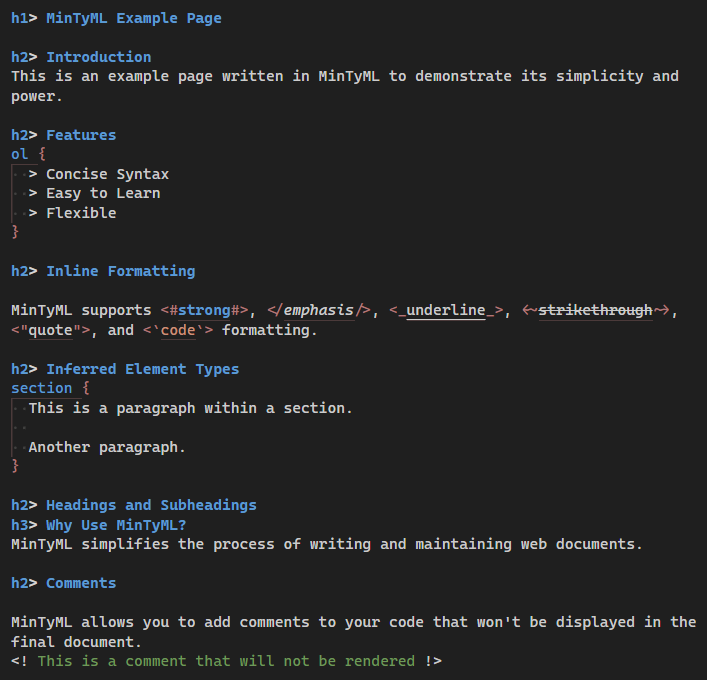 h1> MinTyML Example Page
h2> Introduction
This is an example page written in MinTyML to demonstrate its simplicity and
power.
h2> Features
ol {
> Concise Syntax
> Easy to Learn
> Flexible
}
h2> Inline Formatting
MinTyML supports <#strong#>, </emphasis/>, <_underline_>, <~strikethrough~>,
<"quote">, and <`code`> formatting.
h2> Inferred Element Types
section {
This is a paragraph within a section.
Another paragraph.
}
h2> Headings and Subheadings
h3> Why Use MinTyML?
MinTyML simplifies the process of writing and maintaining web documents.
h2> Comments
MinTyML allows you to add comments to your code that won't be displayed in the
final document.
<! This is a comment that will not be rendered !>